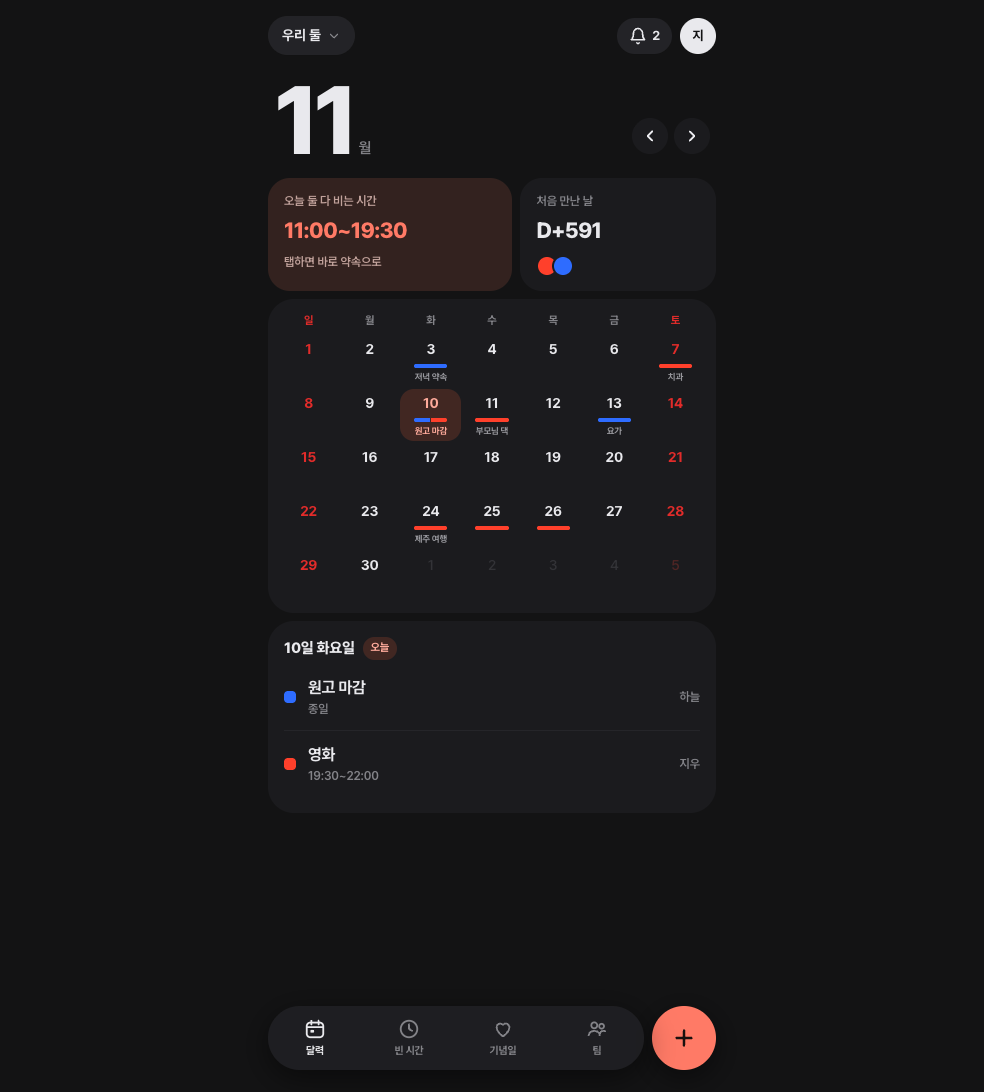 우리 둘
2
지
11 월
오늘 둘 다 비는 시간
11:00~19:30
탭하면 바로 약속으로
처음 만난 날
D+591
일 월 화 수 목 금 토
1 2 3 4 5 6 7
저녁 약속 치과
8 9 10 11 12 13 14
원고 마감 부모님 댁 요가
15 16 17 18 19 20 21
22 23 24 25 26 27 28
제주 여행
29 30 1 2 3 4 5
10일 화요일 오늘
원고 마감
종일
하늘
영화
19:30~22:00
지우
달력 빈 시간 기념일 팀